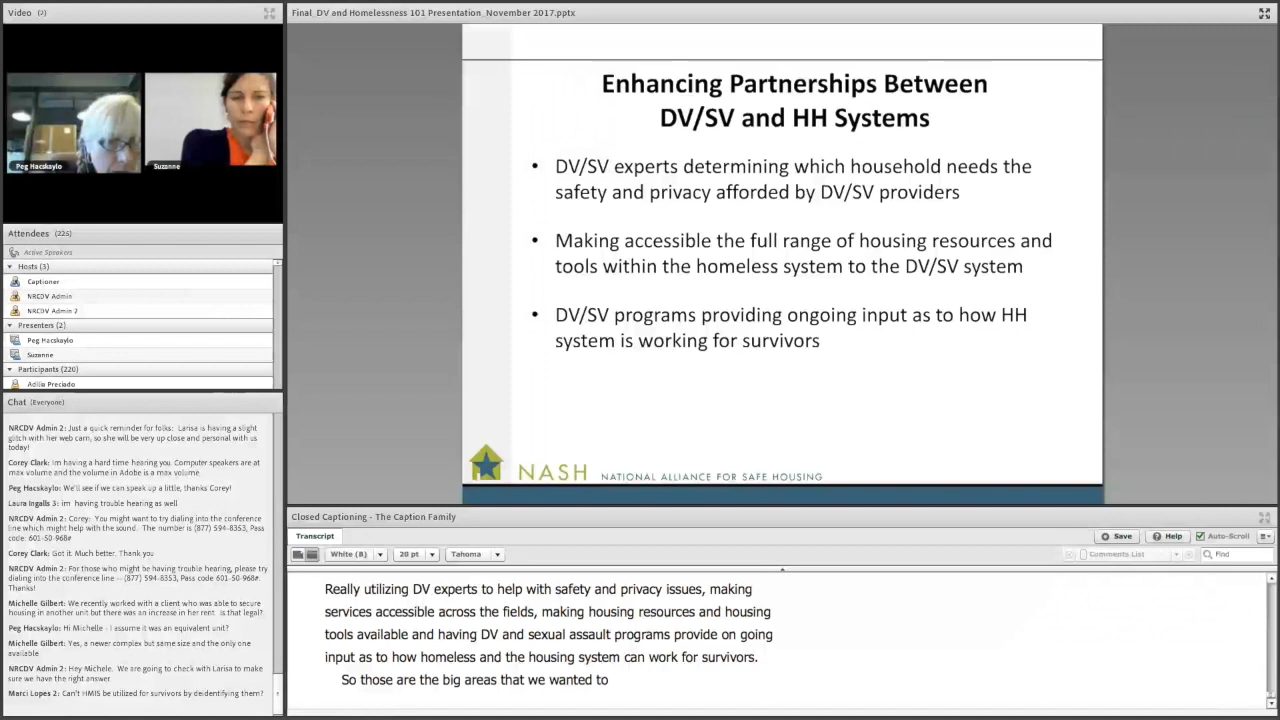 Video (2)
Peg Hacskaylo
Suzanne
Attendees (225)
Active Speakers
Hosts (3)
Captioner
NRCDV Admin
NRCDV Admin 2
Presenters (2)
Peg Hacskaylo
Suzanne
Participants (220)
Adilia Preciado
Chat (Everyone)
NRCDV Admin 2: Just a quick reminder for folks: Larisa is having a slight
glitch with her web cam, so she will be very up close and personal with us
today!
Corey Clark: Im having a hard time hearing you. Computer speakers are at
max volume and the volume in Adobe is a max volume.
Peg Hacskaylo: We'll see if we can speak up a little, thanks Corey!
Laura Ingalls 3: im having trouble hearing as well
NRCDV Admin 2: Corey: You might want to try dialing into the conference
line which might help with the sound. The number is (877) 594-8353, Pass
code: 601-50-968#
Corey Clark: Got it. Much better. Thank you
NRCDV Admin 2: For those who might be having trouble hearing, please try
dialing into the conference line -- (877) 594-8353, Pass code 601-50-968#.
Thanks!
Michelle Gilbert: We recently worked with a client who was able to secure
housing in another unit but there was an increase in her rent. is that legal?
Peg Hacskaylo: Hi Michelle - I assume it was an equivalent unit?
Michelle Gilbert: Yes, a newer complex but same size and the only one
available
NRCDV Admin 2: Hey Michele. We are going to check with Larisa to make
sure we have the right answer.
Marci Lopes 2: Can't HMIS be utilized for survivors by deidentifying them?
Final_DV and Homelessness 101 Presentation_November 2017.pptx
Enhancing Partnerships Between
DV/SV and HH Systems
• DV/SV experts determining which household needs the
safety and privacy afforded by DV/SV providers
• Making accessible the full range of housing resources and
tools within the homeless system to the DV/SV system
• DV/SV programs providing ongoing input as to how HH
system is working for survivors
NASH NATIONAL ALLIANCE FOR SAFE HOUSING
Closed Captioning - The Caption Family
Transcript
Save
Help
Auto-Scroll
White (B)
20 pt
Tahoma
Comments List
Find
Really utilizing DV experts to help with safety and privacy issues, making
services accessible across the fields, making housing resources and housing
tools available and having DV and sexual assault programs provide on going
input as to how homeless and the housing system can work for survivors.
So those are the big areas that we wanted to